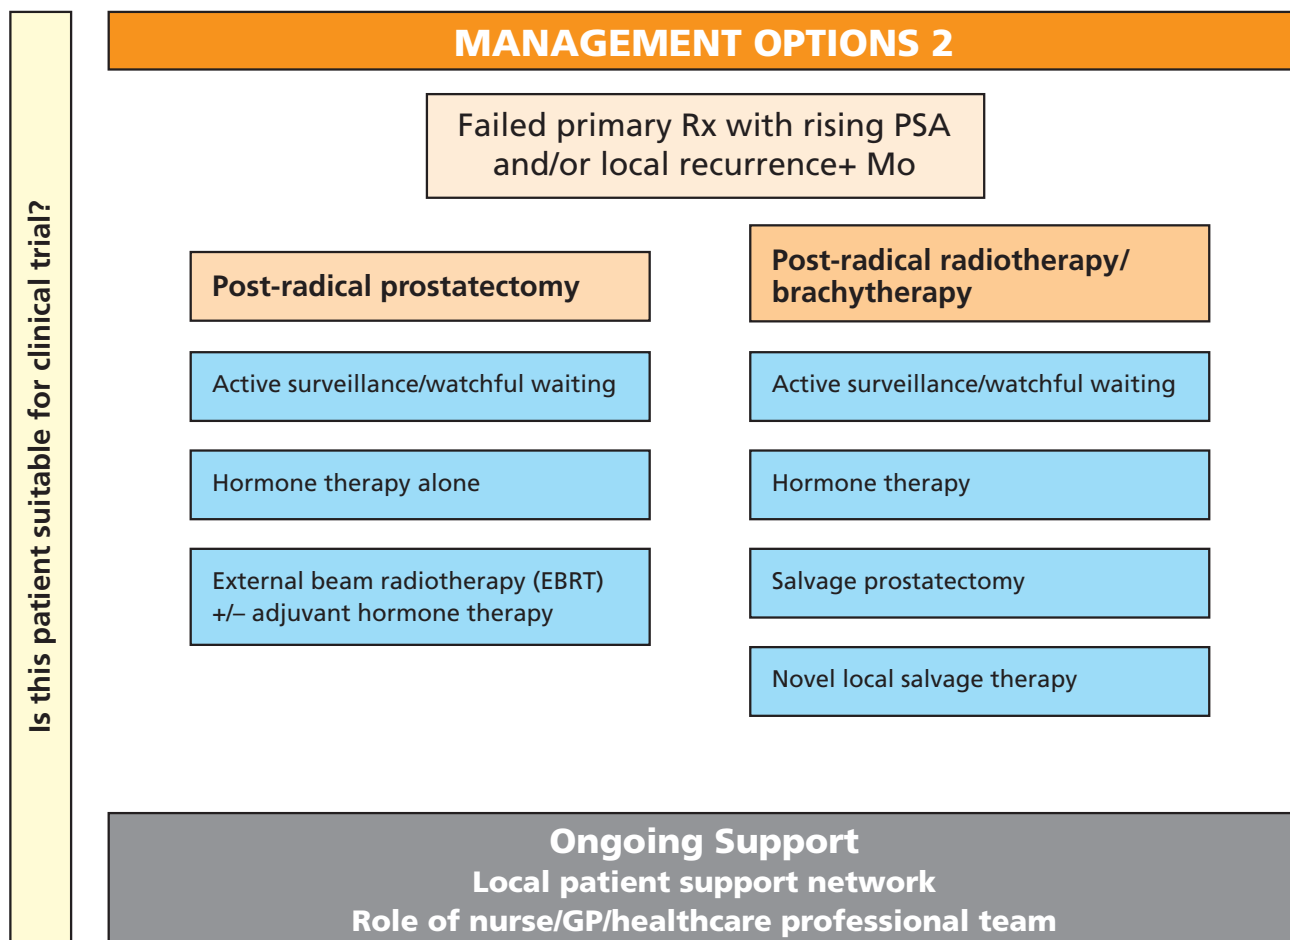 Is this patient suitable for clinical trial?
MANAGEMENT OPTIONS 2
Failed primary Rx with rising PSA
and/or local recurrence+ Mo
Post-radical prostatectomy
Active surveillance/watchful waiting
Hormone therapy alone
External beam radiotherapy (EBRT)
+/– adjuvant hormone therapy
Post-radical radiotherapy/
brachytherapy
Active surveillance/watchful waiting
Hormone therapy
Salvage prostatectomy
Novel local salvage therapy
Ongoing Support
Local patient support network
Role of nurse/GP/healthcare professional team